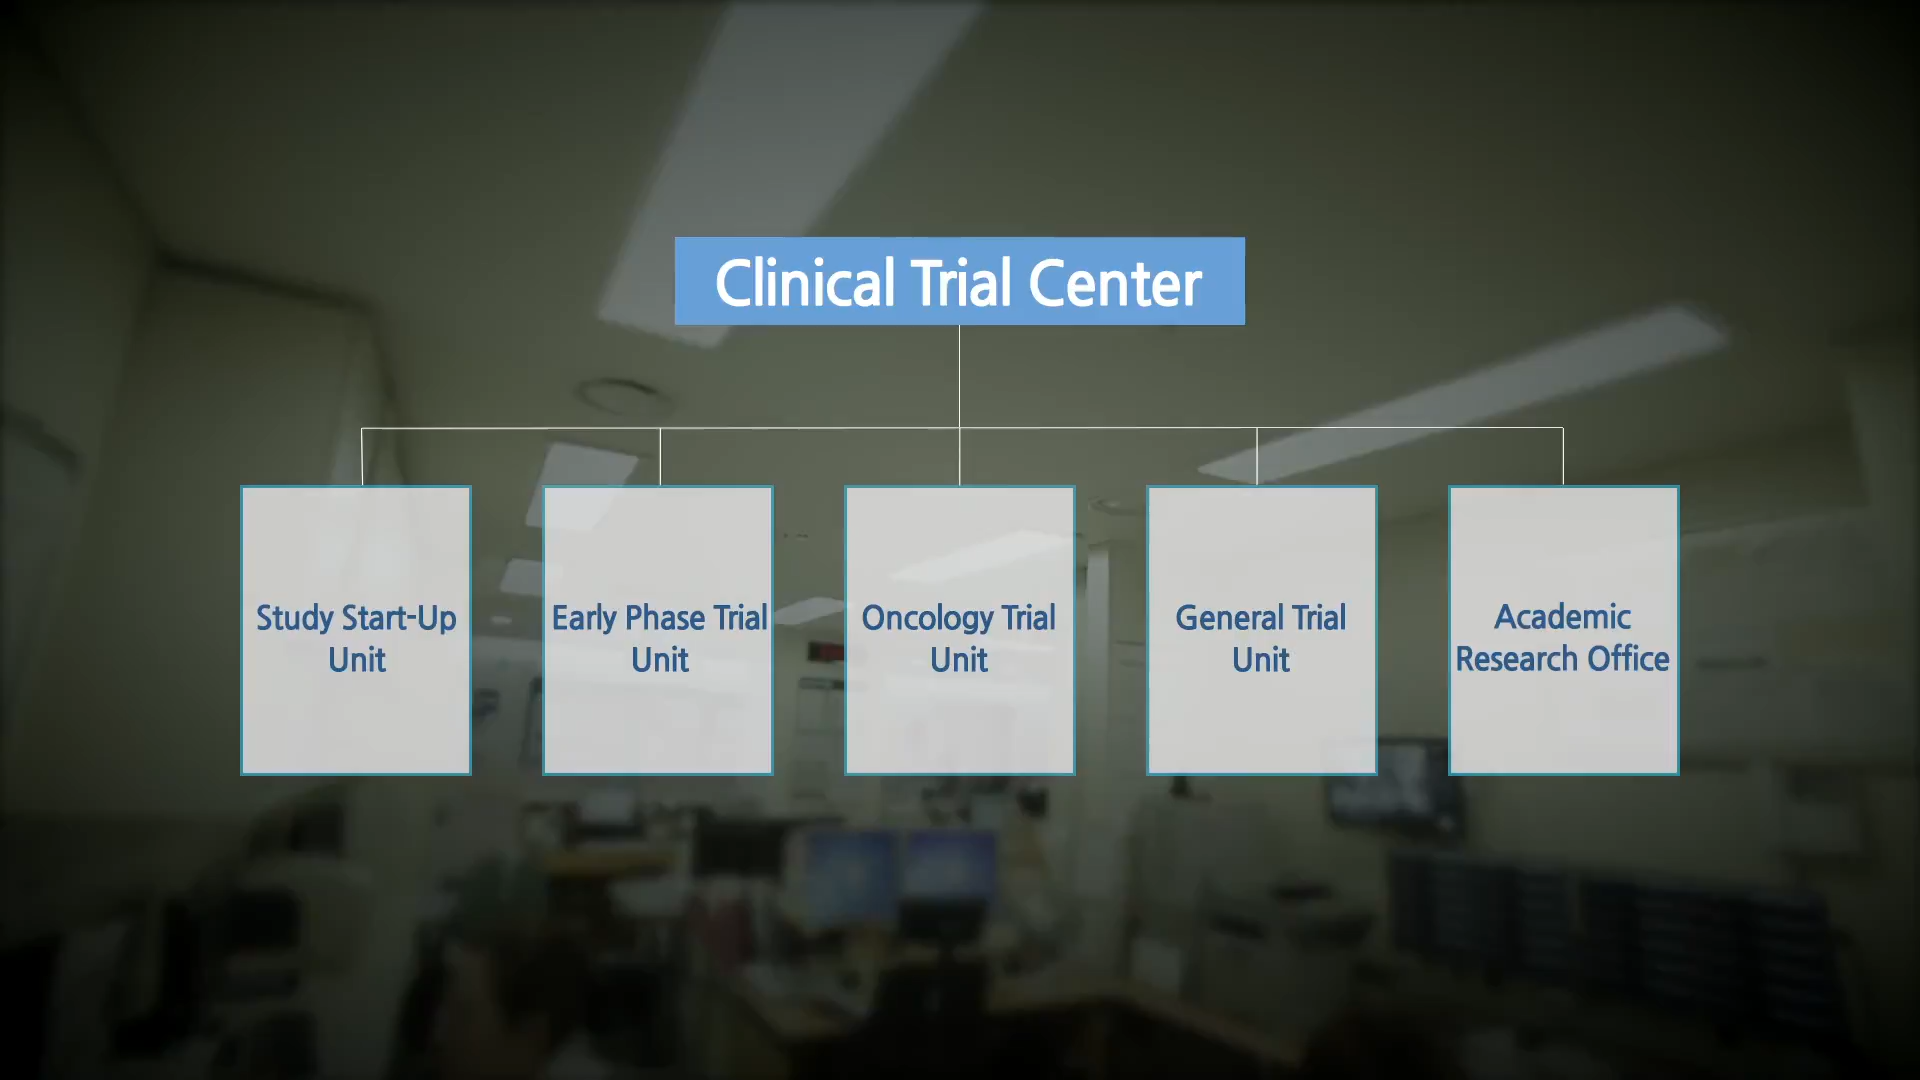 Clinical Trial Center
Study Start-Up
Unit
Early Phase Trial
Unit
Oncology Trial
Unit
General Trial
Unit
Academic
Research Office